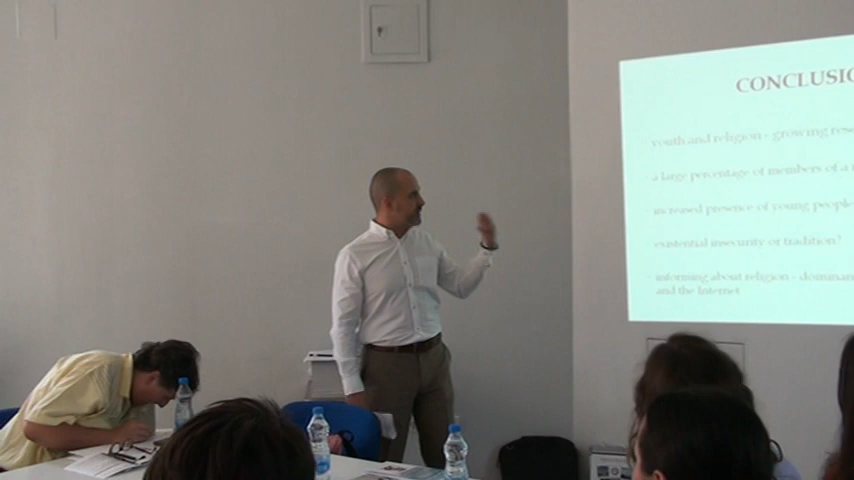 CONCLUSIO
youth and religion - growing rese
a large percentage of members of a
increased presence of young people
existential insecurity or tradition?
informing about religion - dominan
and the Internet